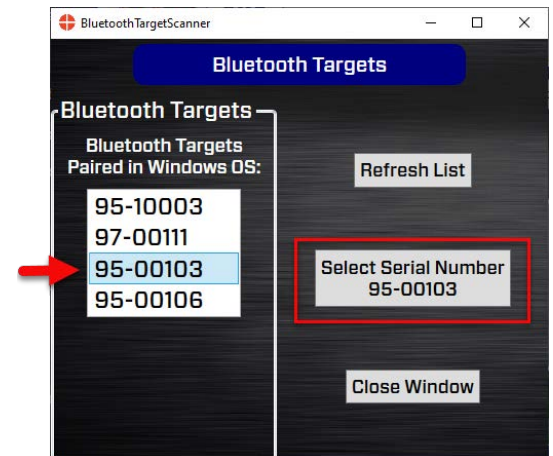 BluetoothTargetScanner
Bluetooth Targets
Bluetooth Targets
Bluetooth Targets
Paired in Windows OS:
95-10003
97-00111
95-00103
95-00106
Refresh List
Select Serial Number
95-00103
Close Window